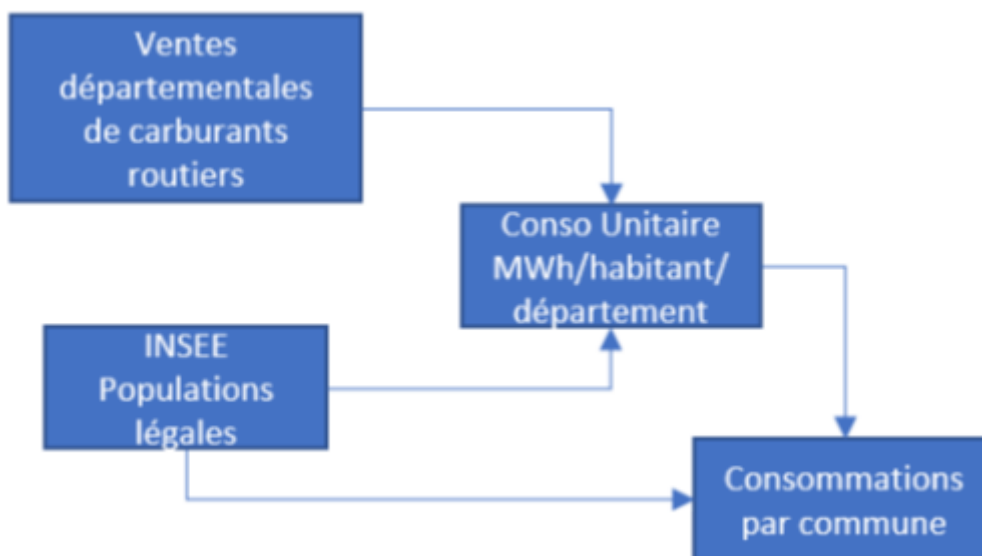 Ventes
départementales
de carburants
routiers
Conso Unitaire
MWh/habitant/
département
INSEE
Populations
légales
Consommations
par commune